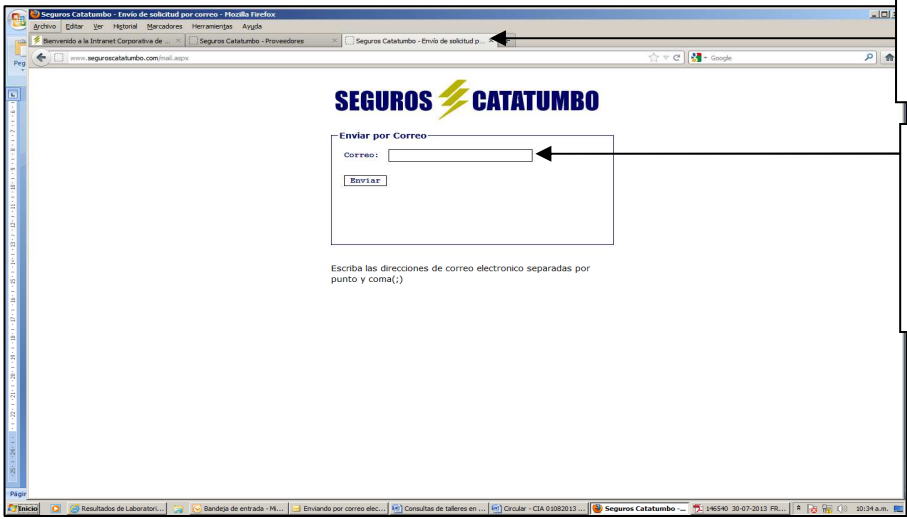 Seguros Catatumbo - Envío de solicitud por correo - Mozilla Firefox
Archivo Editar Ver Historial Marcadores Herramientas Ayuda
Bienvenido a la Intranet Corporativa de ... Seguros Catatumbo - Proveedores Seguros Catatumbo - Envío de solicitud p...
www.seguroscatatumbo.com/mail.aspx Google
Peg
SEGUROS CATATUMBO
Enviar por Correo
Correo:
Enviar
Escriba las direcciones de correo electronico separadas por
punto y coma(;)
Págir
Inicio Resultados de Laboratori... Bandeja de entrada - Mi... Enviando por correo elec... Consultas de talleres en ... Circular - CIA 01082013 ... Seguros Catatumbo -... 146540 30-07-2013 FR... 10:34 a.m.